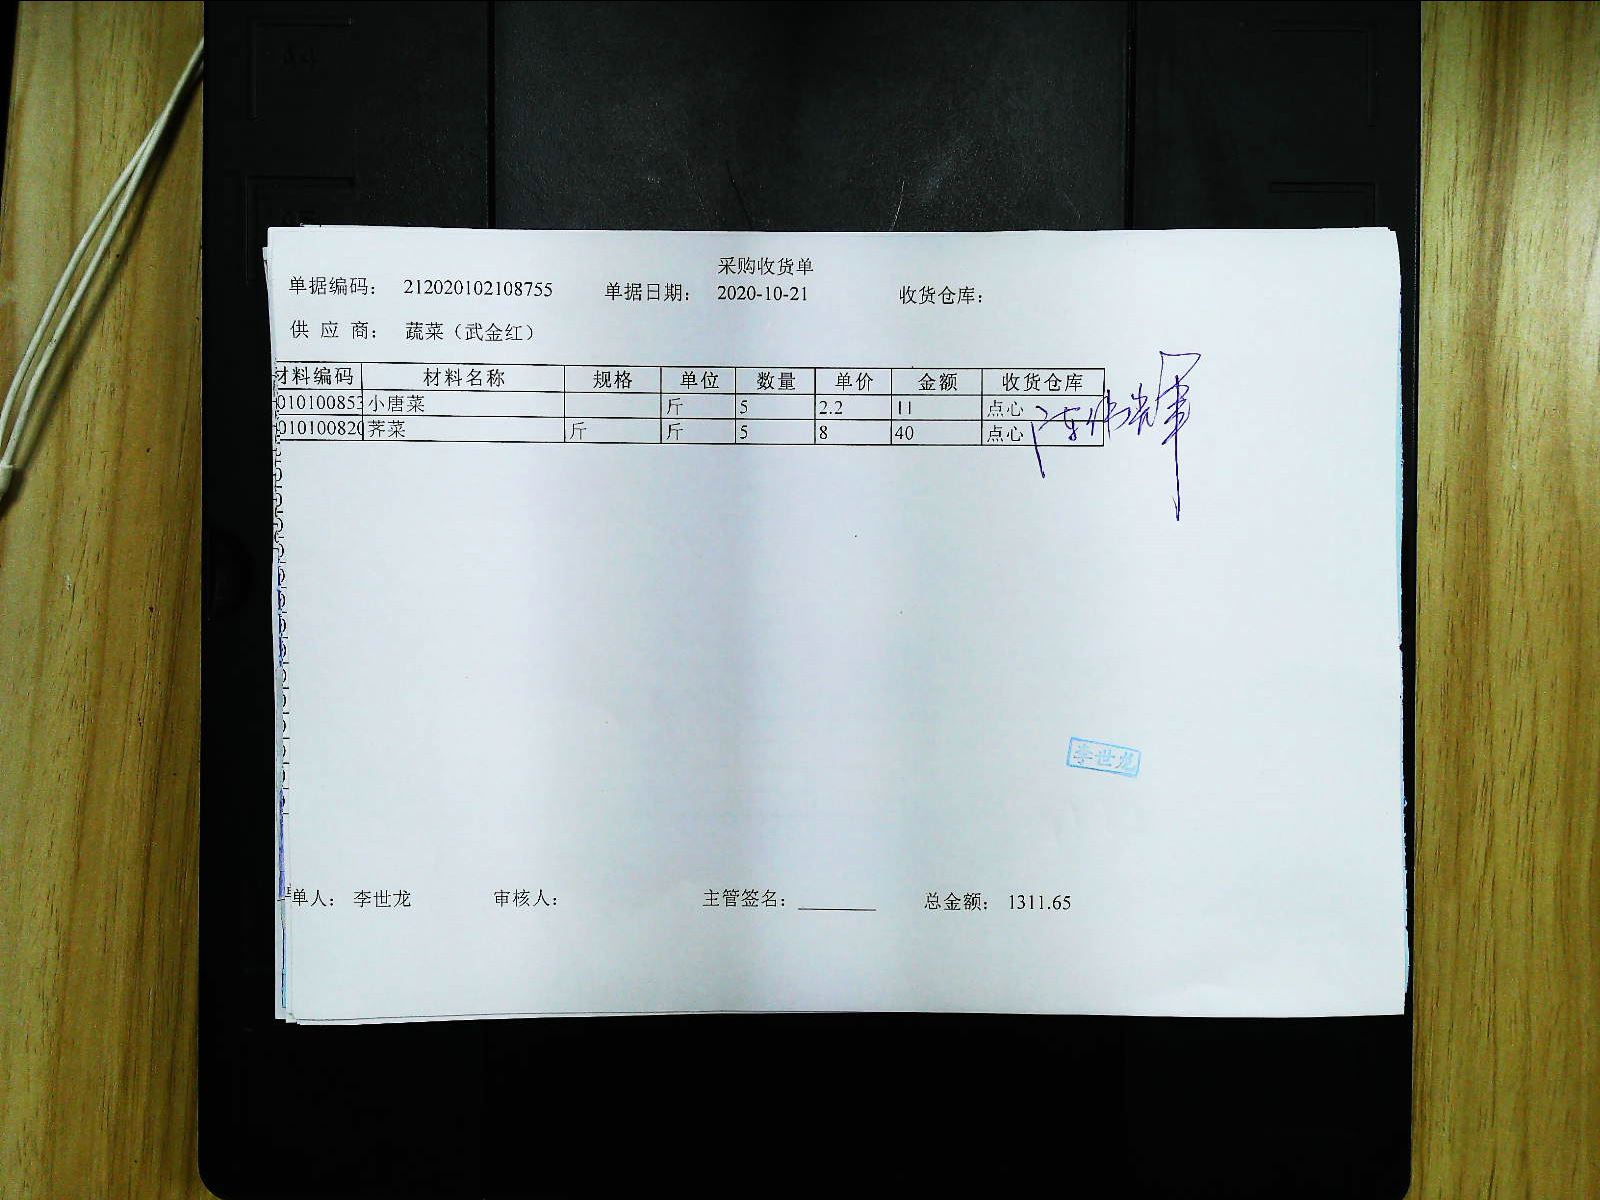 采购收货单
单据编码： 212020102108755 单据日期： 2020-10-21 收货仓库：
供 应 商： 蔬菜（武金红）
材料编码 材料名称 规格 单位 数量 单价 金额 收货仓库
010100853 小唐菜 斤 5 2.2 11 点心
010100820 荠菜 斤 斤 5 8 40 点心
李世龙
单人： 李世龙 审核人： 主管签名： 总金额： 1311.65